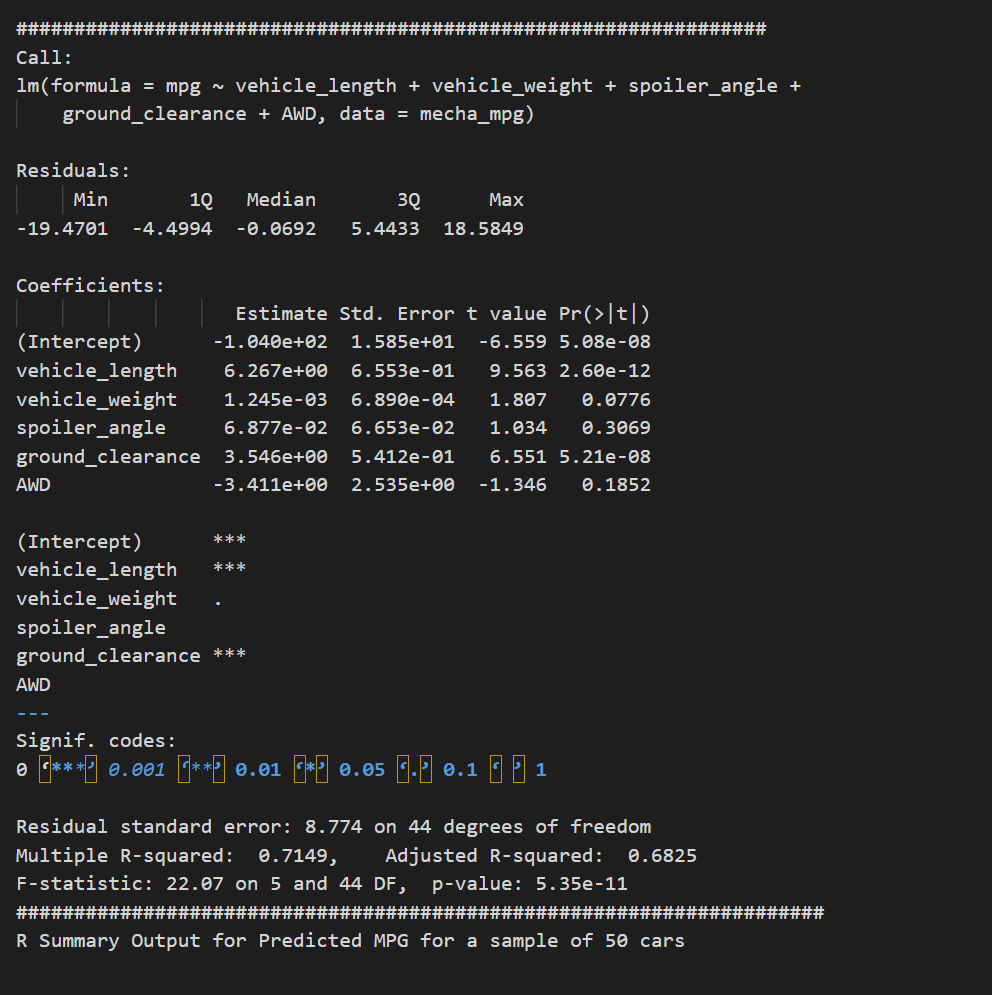 #################################################################
Call:
lm(formula = mpg ~ vehicle_length + vehicle_weight + spoiler_angle +
    ground_clearance + AWD, data = mecha_mpg)

Residuals:
     Min       1Q   Median       3Q      Max
-19.4701  -4.4994  -0.0692   5.4433  18.5849

Coefficients:
                   Estimate Std. Error t value Pr(>|t|)
(Intercept)      -1.040e+02  1.585e+01  -6.559 5.08e-08
vehicle_length    6.267e+00  6.553e-01   9.563 2.60e-12
vehicle_weight    1.245e-03  6.890e-04   1.807   0.0776
spoiler_angle     6.877e-02  6.653e-02   1.034   0.3069
ground_clearance  3.546e+00  5.412e-01   6.551 5.21e-08
AWD              -3.411e+00  2.535e+00  -1.346   0.1852

(Intercept)      ***
vehicle_length   ***
vehicle_weight   .
spoiler_angle
ground_clearance ***
AWD
---
Signif. codes:
0 ‘***’ 0.001 ‘**’ 0.01 ‘*’ 0.05 ‘.’ 0.1 ‘ ’ 1

Residual standard error: 8.774 on 44 degrees of freedom
Multiple R-squared:  0.7149,    Adjusted R-squared:  0.6825
F-statistic: 22.07 on 5 and 44 DF,  p-value: 5.35e-11
######################################################################
R Summary Output for Predicted MPG for a sample of 50 cars